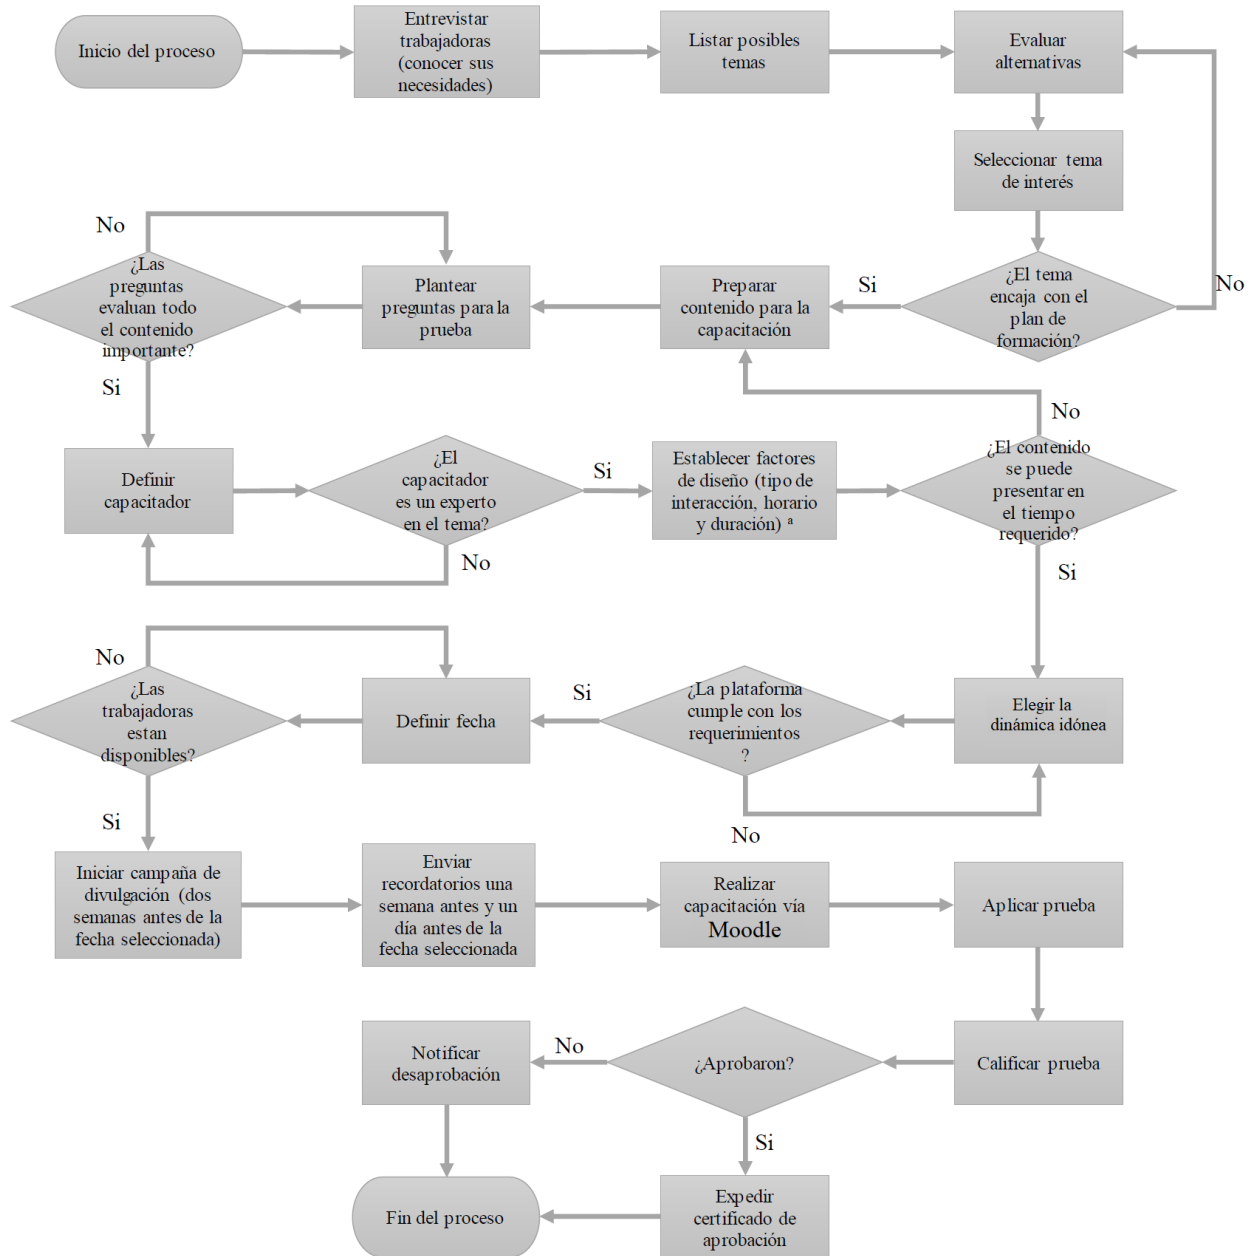 Inicio del proceso
Entrevistar
trabajadoras
(conocer sus
necesidades)
Listar posibles
temas
Evaluar
alternativas
Seleccionar tema
de interés
No
¿Las
preguntas
evaluan todo
el contenido
importante?
Plantear
preguntas para la
prueba
Preparar
contenido para la
capacitación
Si
¿El tema
encaja con el
plan de
formación?
No
Si
No
Definir
capacitador
¿El
capacitador
es un experto
en el tema?
Si
No
Establecer factores
de diseño (tipo de
interacción, horario
y duración) ª
¿El contenido
se puede
presentar en
el tiempo
requerido?
Si
No
¿Las
trabajadoras
estan
disponibles?
Definir fecha
Si
¿La plataforma
cumple con los
requerimientos
?
Elegir la
dinámica idónea
No
Si
Iniciar campaña de
divulgación (dos
semanas antes de la
fecha seleccionada)
Enviar
recordatorios una
semana antes y un
día antes de la
fecha seleccionada
Realizar
capacitación vía
Moodle
Aplicar prueba
Notificar
desaprobación
No
¿Aprobaron?
Calificar prueba
Si
Fin del proceso
Expedir
certificado de
aprobación